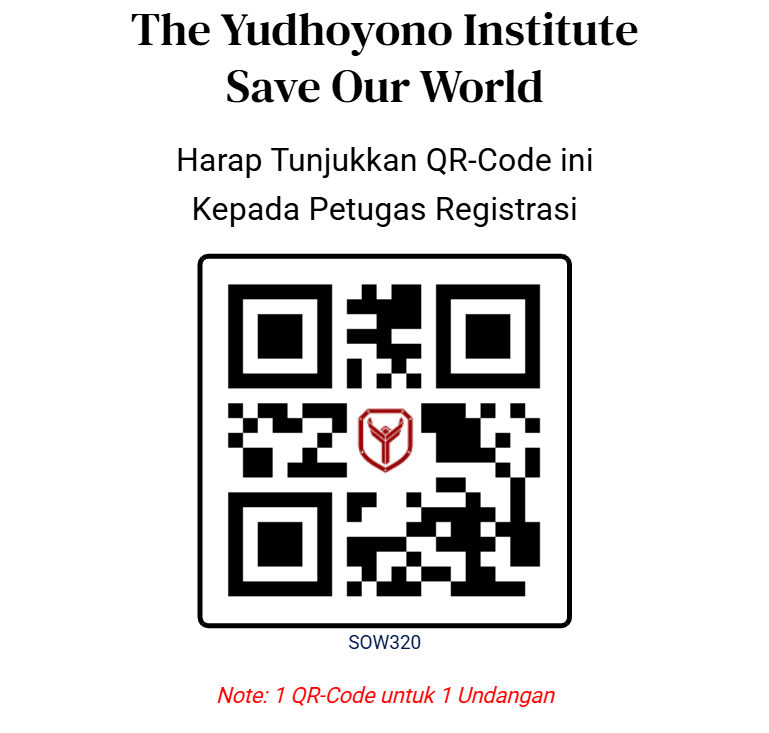 The Yudhoyono Institute
Save Our World
Harap Tunjukkan QR-Code ini
Kepada Petugas Registrasi
SOW320
Note: 1 QR-Code untuk 1 Undangan